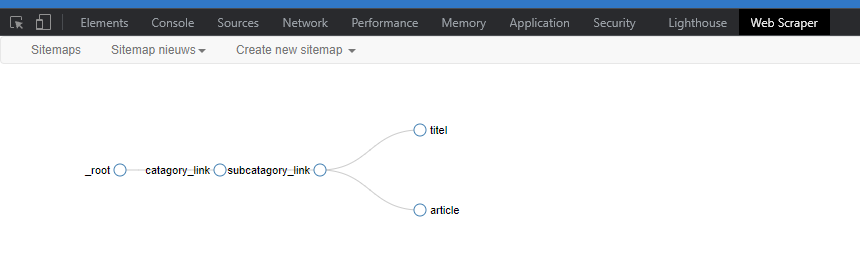 Elements Console Sources Network Performance Memory Application Security Lighthouse Web Scraper
Sitemaps Sitemap nieuws Create new sitemap
titel
_root catagory_link subcatagory_link
article